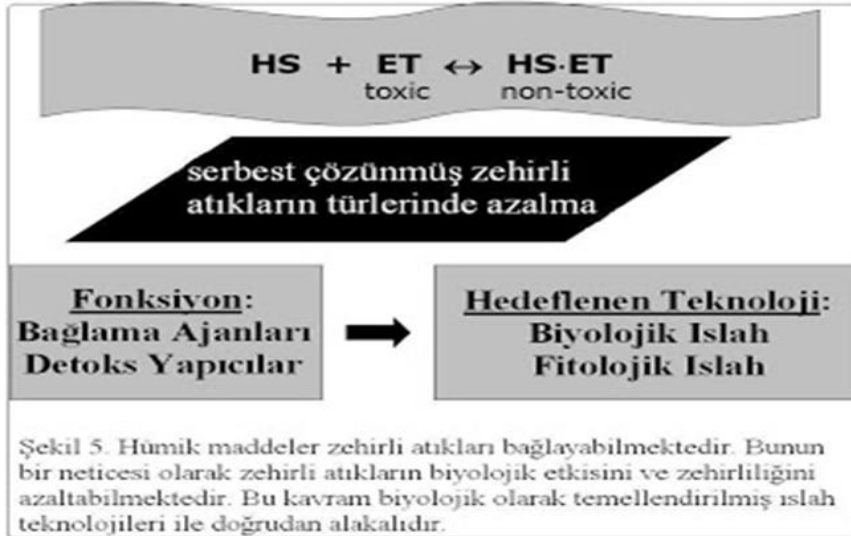 HS + ET ↔ HS·ET
toxic non-toxic
serbest çözünmüş zehirli
atıkların türlerinde azalma
Fonksiyon:
Bağlama Ajanları
Detoks Yapıcılar
Hedeflenen Teknoloji:
Biyolojik Islah
Fitolojik Islah
Şekil 5. Hümik maddeler zehirli atıkları bağlayabilmektedir. Bunun
bir neticesi olarak zehirli atıkların biyolojik etkisini ve zehirliliğini
azaltabilmektedir. Bu kavram biyolojik olarak temellendirilmiş ıslah
teknolojileri ile doğrudan alakalıdır.